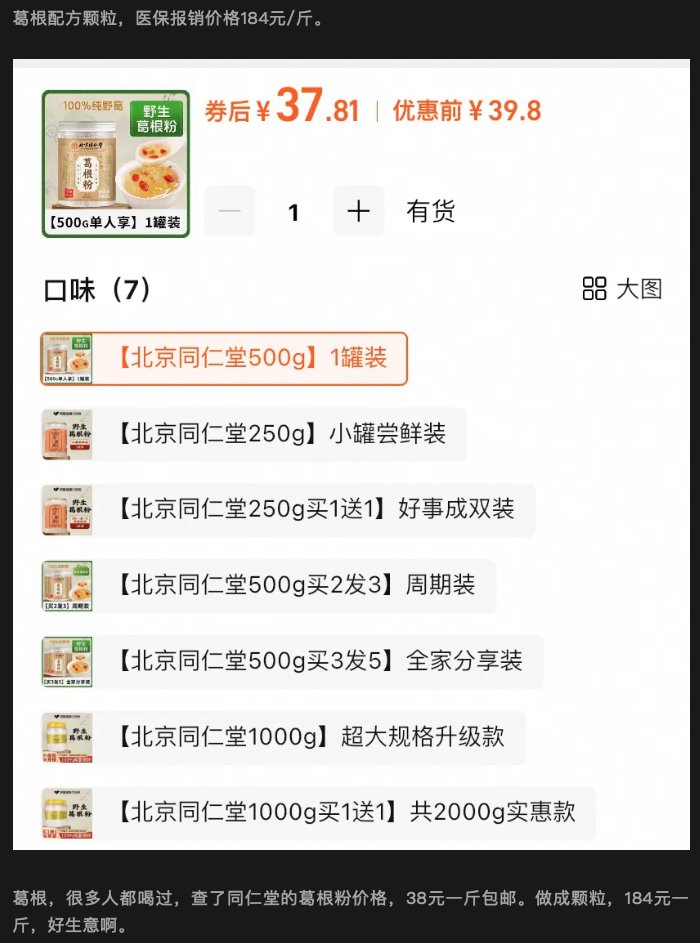 葛根配方颗粒，医保报销价格184元/斤。
100%纯野葛
野生
葛根粉
葛根粉
【500G单人享】1罐装
券后¥37.81 | 优惠前¥39.8
1
有货
口味（7）
大图
【北京同仁堂500g】1罐装
【北京同仁堂250g】小罐尝鲜装
【北京同仁堂250g买1送1】好事成双装
【北京同仁堂500g买2发3】周期装
【北京同仁堂500g买3发5】全家分享装
【北京同仁堂1000g】超大规格升级款
【北京同仁堂1000g买1送1】共2000g实惠款
葛根，很多人都喝过，查了同仁堂的葛根粉价格，38元一斤包邮。做成颗粒，184元一
斤，好生意啊。